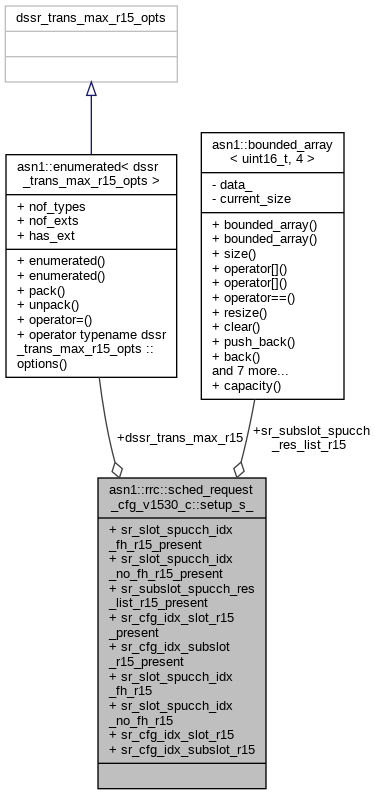 dssr_trans_max_r15_opts
asn1::enumerated< dssr
_trans_max_r15_opts >
+ nof_types
+ nof_exts
+ has_ext
+ enumerated()
+ enumerated()
+ pack()
+ unpack()
+ operator=()
+ operator typename dssr
_trans_max_r15_opts ::
options()
asn1::bounded_array
< uint16_t, 4 >
- data_
- current_size
+ bounded_array()
+ bounded_array()
+ size()
+ operator[]()
+ operator[]()
+ operator==()
+ resize()
+ clear()
+ push_back()
+ back()
and 7 more...
+ capacity()
+dssr_trans_max_r15
+sr_subslot_spucch
_res_list_r15
asn1::rrc::sched_request
_cfg_v1530_c::setup_s_
+ sr_slot_spucch_idx
_fh_r15_present
+ sr_slot_spucch_idx
_no_fh_r15_present
+ sr_subslot_spucch_res
_list_r15_present
+ sr_cfg_idx_slot_r15
_present
+ sr_cfg_idx_subslot
_r15_present
+ sr_slot_spucch_idx
_fh_r15
+ sr_slot_spucch_idx
_no_fh_r15
+ sr_cfg_idx_slot_r15
+ sr_cfg_idx_subslot_r15